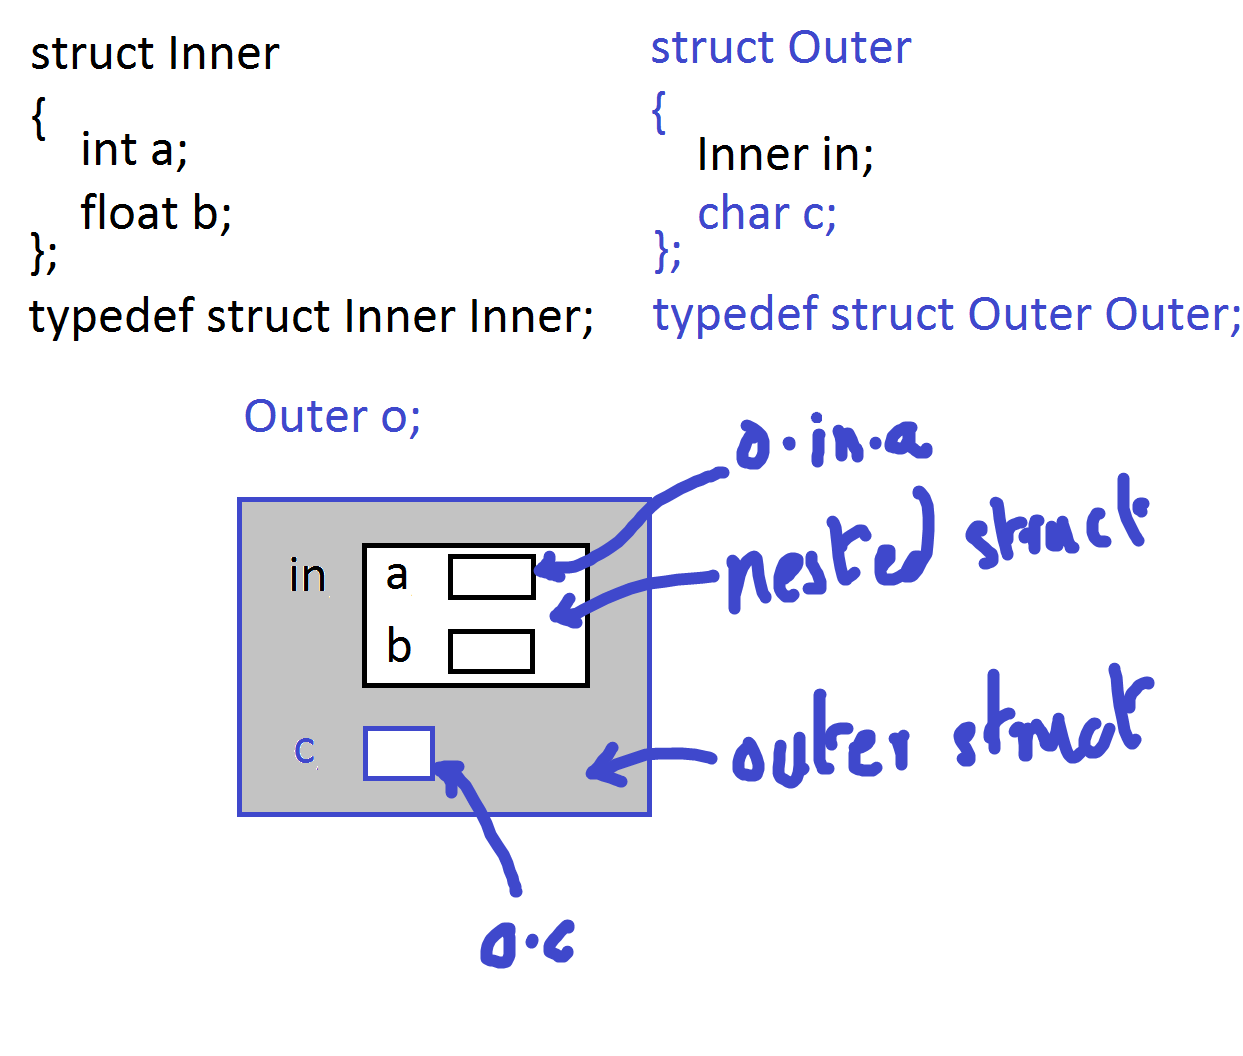 struct Inner
{
int a;
float b;
};
typedef struct Inner Inner;
struct Outer
{
Inner in;
char c;
};
typedef struct Outer Outer;
Outer o;
o.in.a
nested struct
in
a
b
c
outer struct
o.c